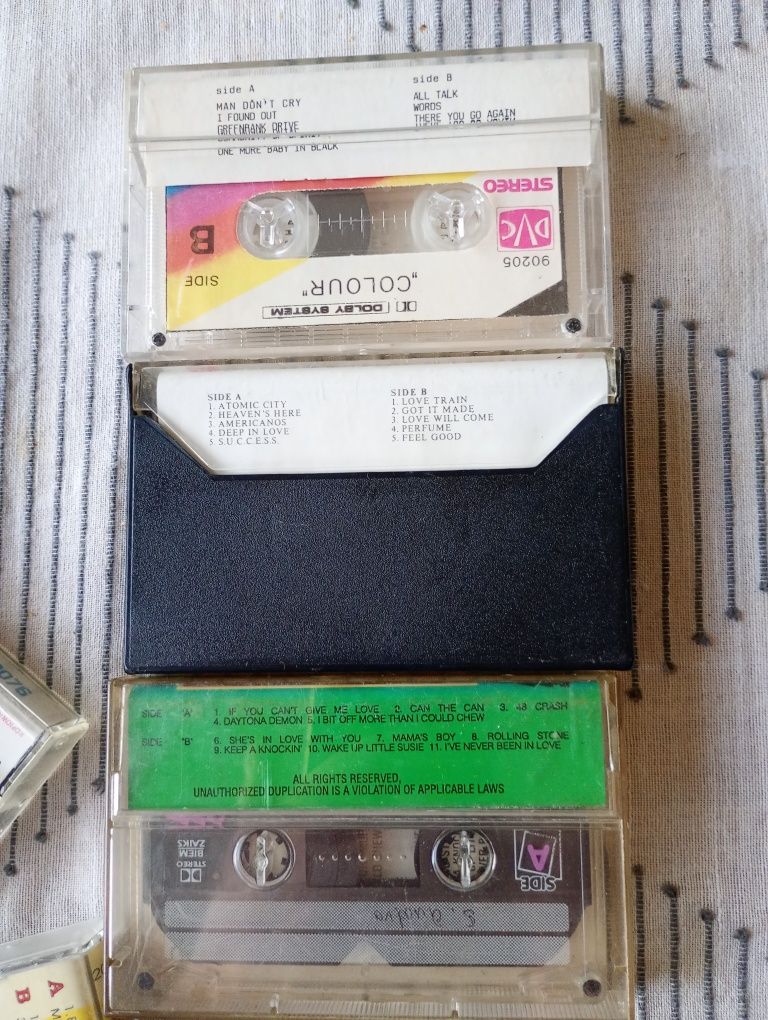 side A
MAN DON'T CRY
I FOUND OUT
GREENBANK DRIVE
ONE MORE BABY IN BLACK
side B
ALL TALK
WORDS
THERE YOU GO AGAIN
STEREO
DVC
90205
B
SIDE
"COLOUR"
DOLBY SYSTEM
SIDE A
1. ATOMIC CITY
2. HEAVEN'S HERE
3. AMERICANOS
4. DEEP IN LOVE
5. S.U.C.C.E.S.S.
SIDE B
1. LOVE TRAIN
2. GOT IT MADE
3. LOVE WILL COME
4. PERFUME
5. FEEL GOOD
SIDE "A" 1. IF YOU CAN'T GIVE ME LOVE 2. CAN THE CAN 3. 48 CRASH
4. DAYTONA DEMON 5. I BIT OFF MORE THAN I COULD CHEW
SIDE "B" 6. SHE'S IN LOVE WITH YOU 7. MAMA'S BOY 8. ROLLING STONE
9. KEEP A KNOCKIN' 10. WAKE UP LITTLE SUSIE 11. I'VE NEVER BEEN IN LOVE
ALL RIGHTS RESERVED,
UNAUTHORIZED DUPLICATION IS A VIOLATION OF APPLICABLE LAWS
SIDE
A
STEREO
BIEM
ZAIKS
A
B